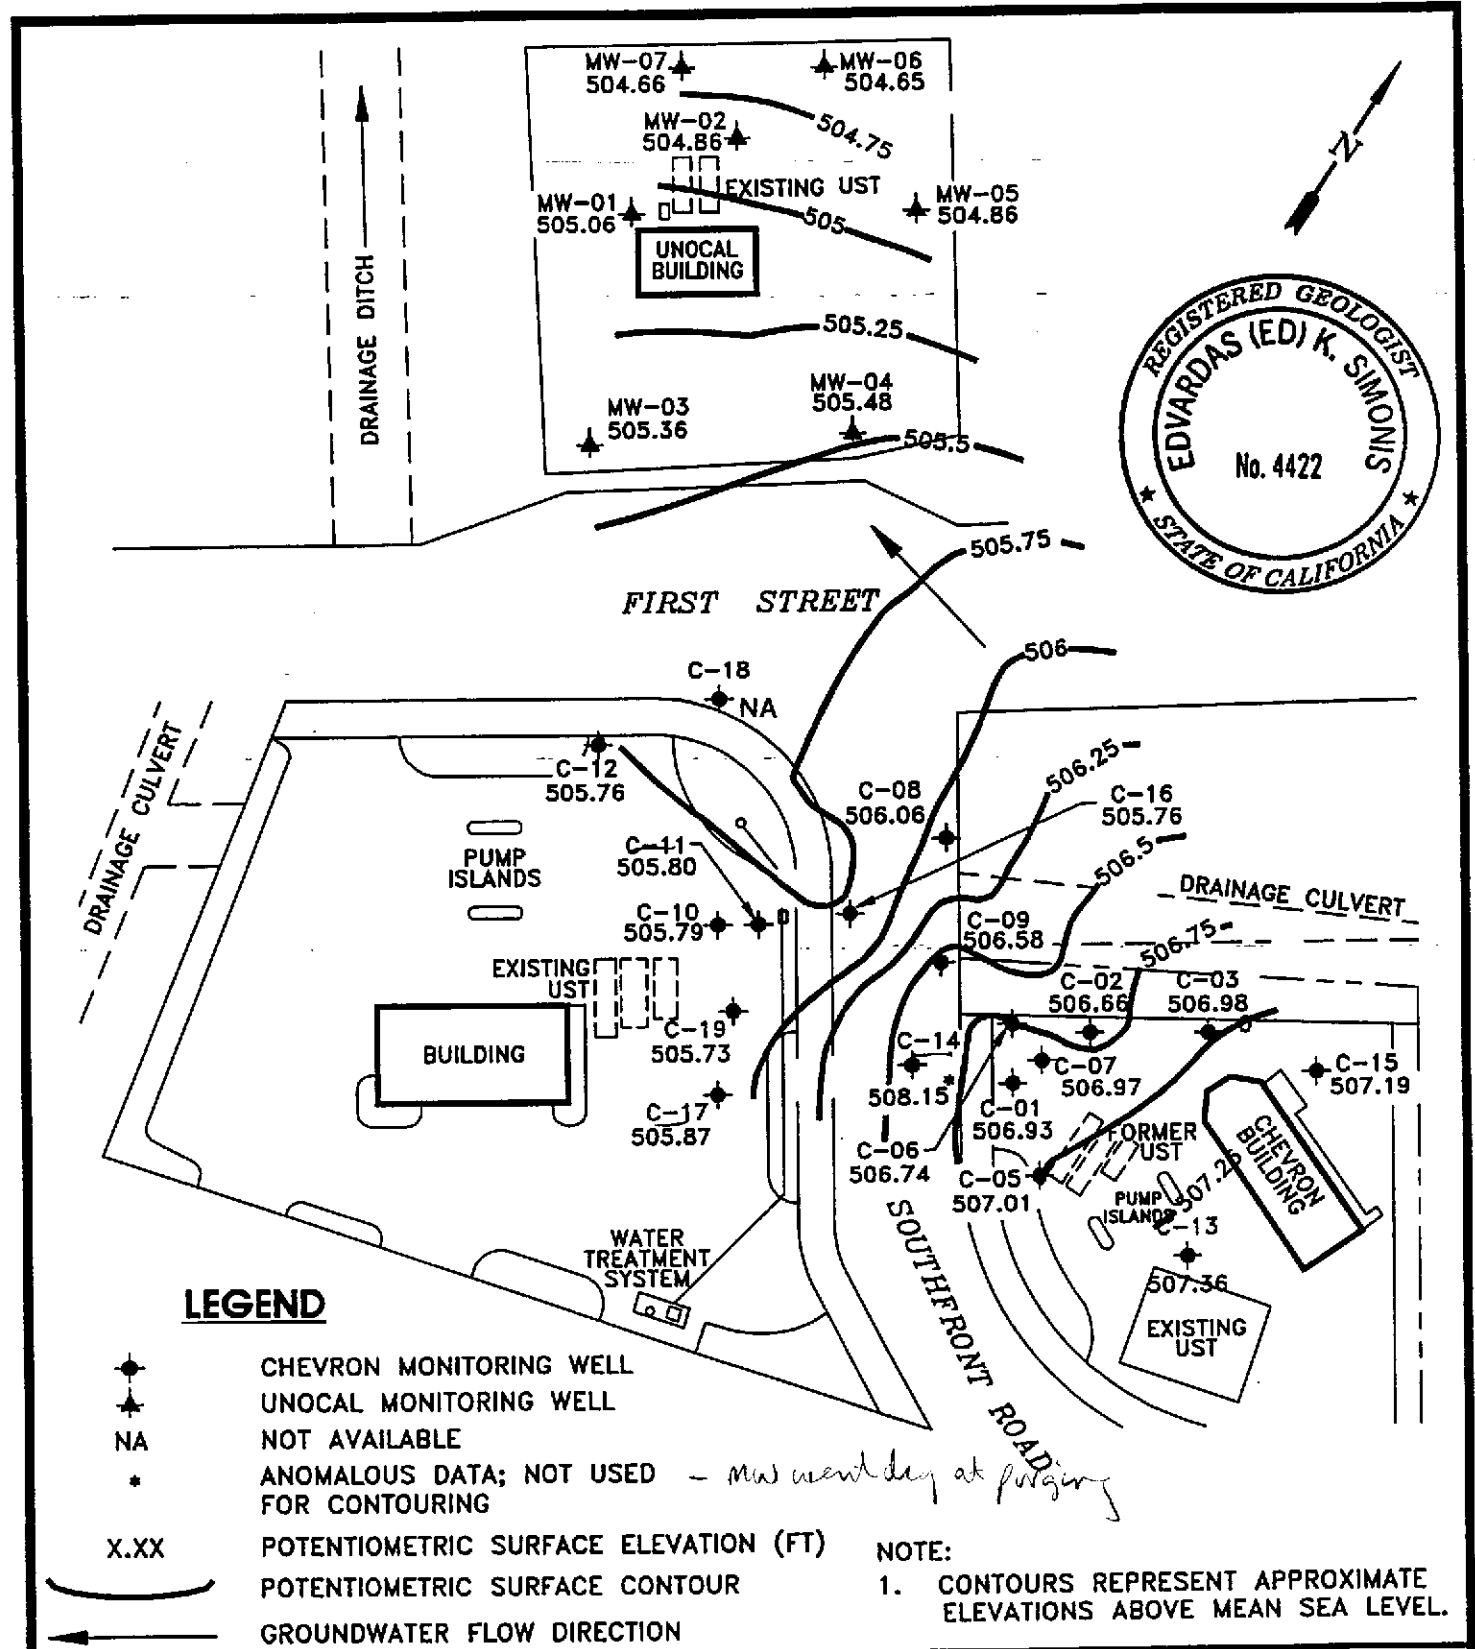 MW-07
504.66
MW-06
504.65
504.75
MW-02
504.86
EXISTING UST
MW-01
505.06
MW-05
504.86
505
UNOCAL
BUILDING
DRAINAGE DITCH
505.25
MW-03
505.36
MW-04
505.48
505.5
N
REGISTERED GEOLOGIST
EDVARDAS (ED) K. SIMONIS
No. 4422
★ STATE OF CALIFORNIA ★
505.75
FIRST STREET
506
C-18
NA
DRAINAGE CULVERT
C-12
505.76
C-08
506.06
506.25
C-16
505.76
PUMP
ISLANDS
C-11
505.80
506.5
DRAINAGE CULVERT
C-10
505.79
C-09
506.58
506.75
EXISTING
UST
C-02
506.66
C-03
506.98
C-19
505.73
BUILDING
C-14
508.15*
C-07
506.97
C-15
507.19
C-17
505.87
C-01
506.93
FORMER
UST
C-06
506.74
C-05
507.01
CHEVRON
BUILDING
PUMP
ISLANDS
C-13
507.36
WATER
TREATMENT
SYSTEM
SOUTHFRONT ROAD
EXISTING
UST
LEGEND
CHEVRON MONITORING WELL
UNOCAL MONITORING WELL
NA NOT AVAILABLE
* ANOMALOUS DATA; NOT USED - MW went dry at purging
FOR CONTOURING
X.XX POTENTIOMETRIC SURFACE ELEVATION (FT)
POTENTIOMETRIC SURFACE CONTOUR
GROUNDWATER FLOW DIRECTION
NOTE:
1. CONTOURS REPRESENT APPROXIMATE
ELEVATIONS ABOVE MEAN SEA LEVEL.